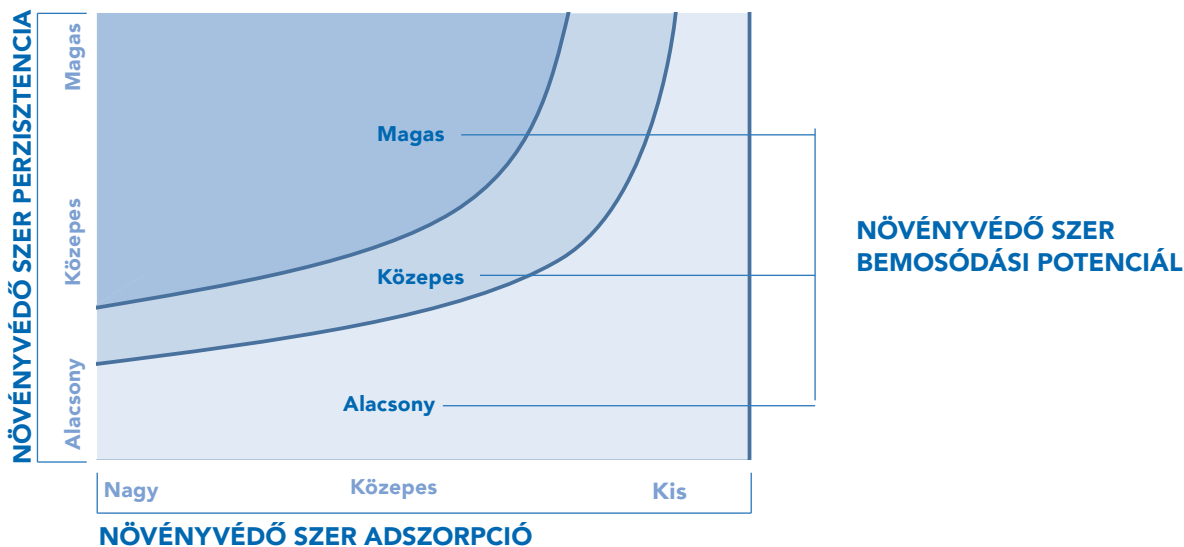 NÖVÉNYVÉDŐ SZER PERZISZTENCIA
Magas
Közepes
Alacsony
Magas
Közepes
Alacsony
NÖVÉNYVÉDŐ SZER
BEMOSÓDÁSI POTENCIÁL
Nagy
Közepes
Kis
NÖVÉNYVÉDŐ SZER ADSZORPCIÓ